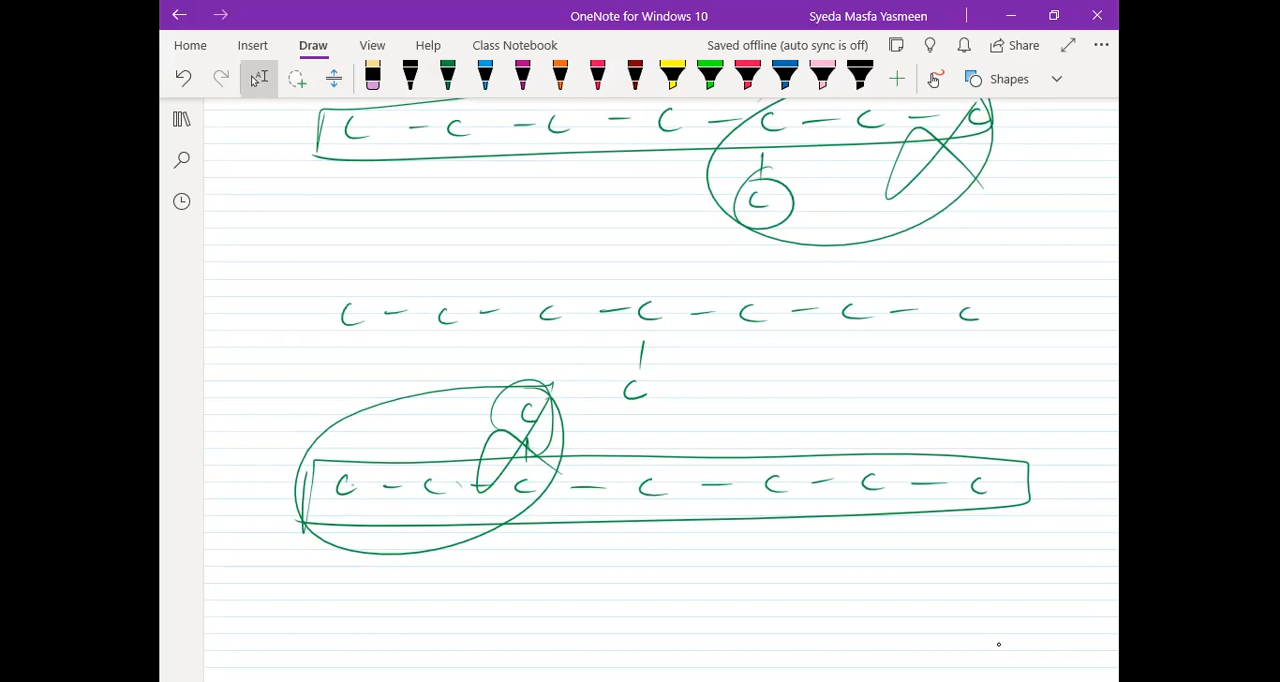 OneNote for Windows 10 Syeda Masfa Yasmeen
Home Insert Draw View Help Class Notebook Saved offline (auto sync is off) Share
Shapes
C - C - C - C - C - C - C
C
C - C - C - C - C - C - C
C
C
C - C - C - C - C - C - C